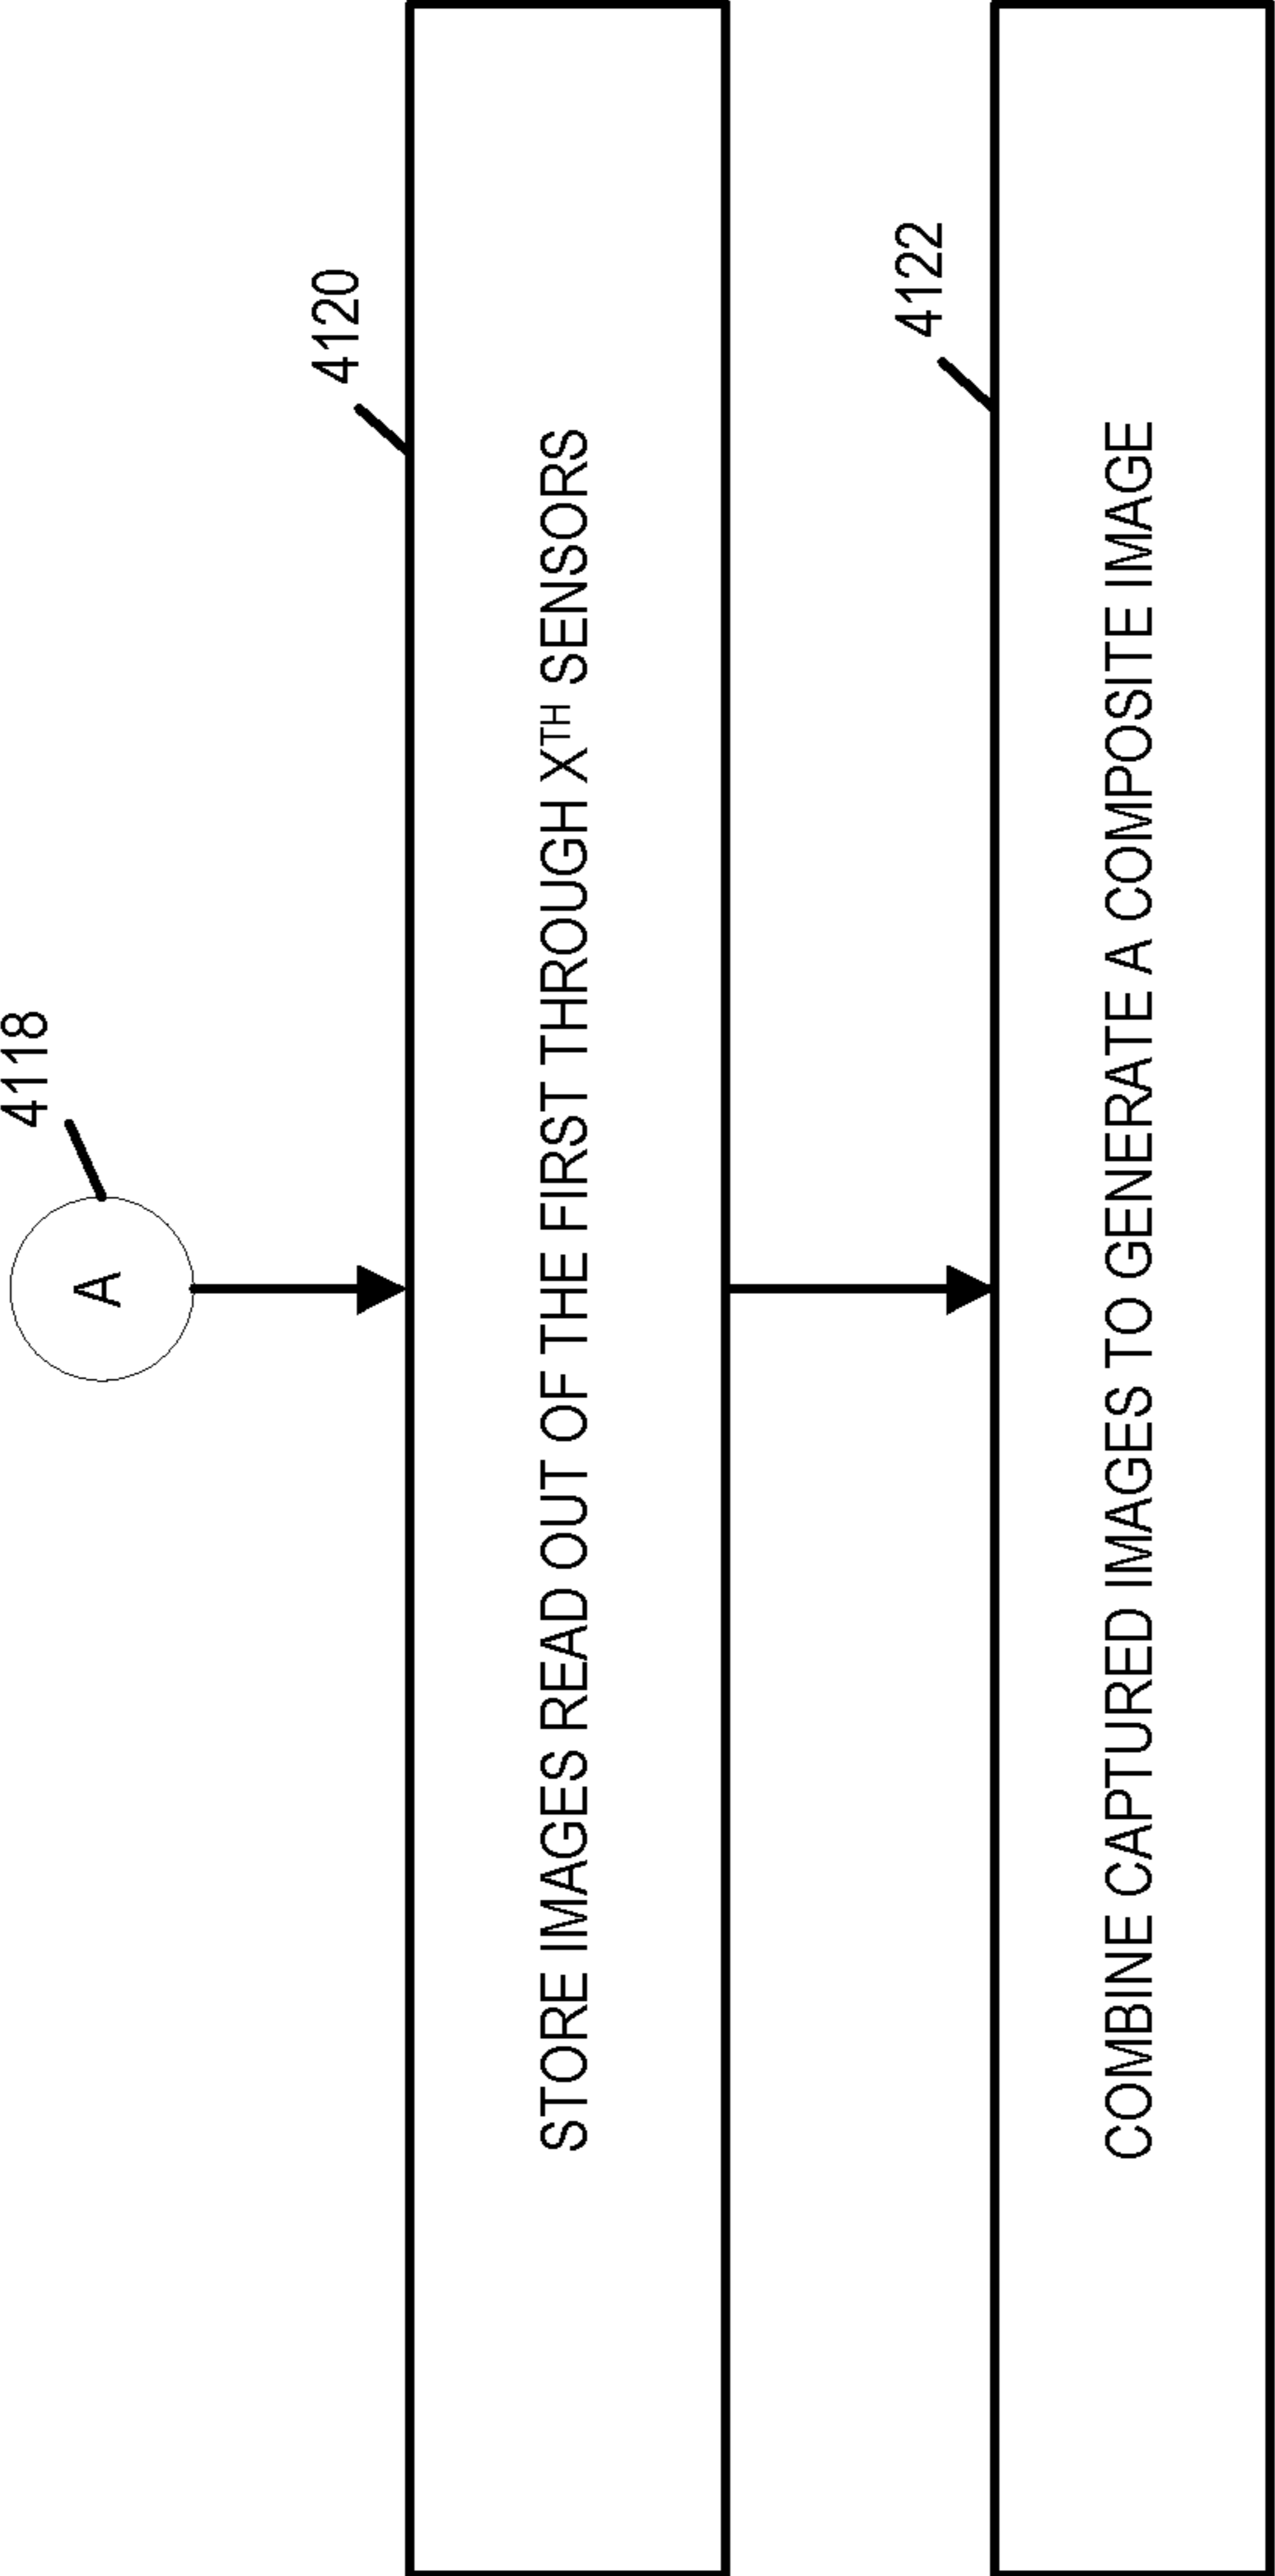 4118
A
4120
STORE IMAGES READ OUT OF THE FIRST THROUGH XTH SENSORS
4122
COMBINE CAPTURED IMAGES TO GENERATE A COMPOSITE IMAGE